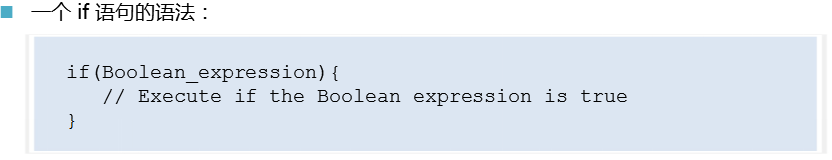 一个 if 语句的语法：
if(Boolean_expression){
   // Execute if the Boolean expression is true
}